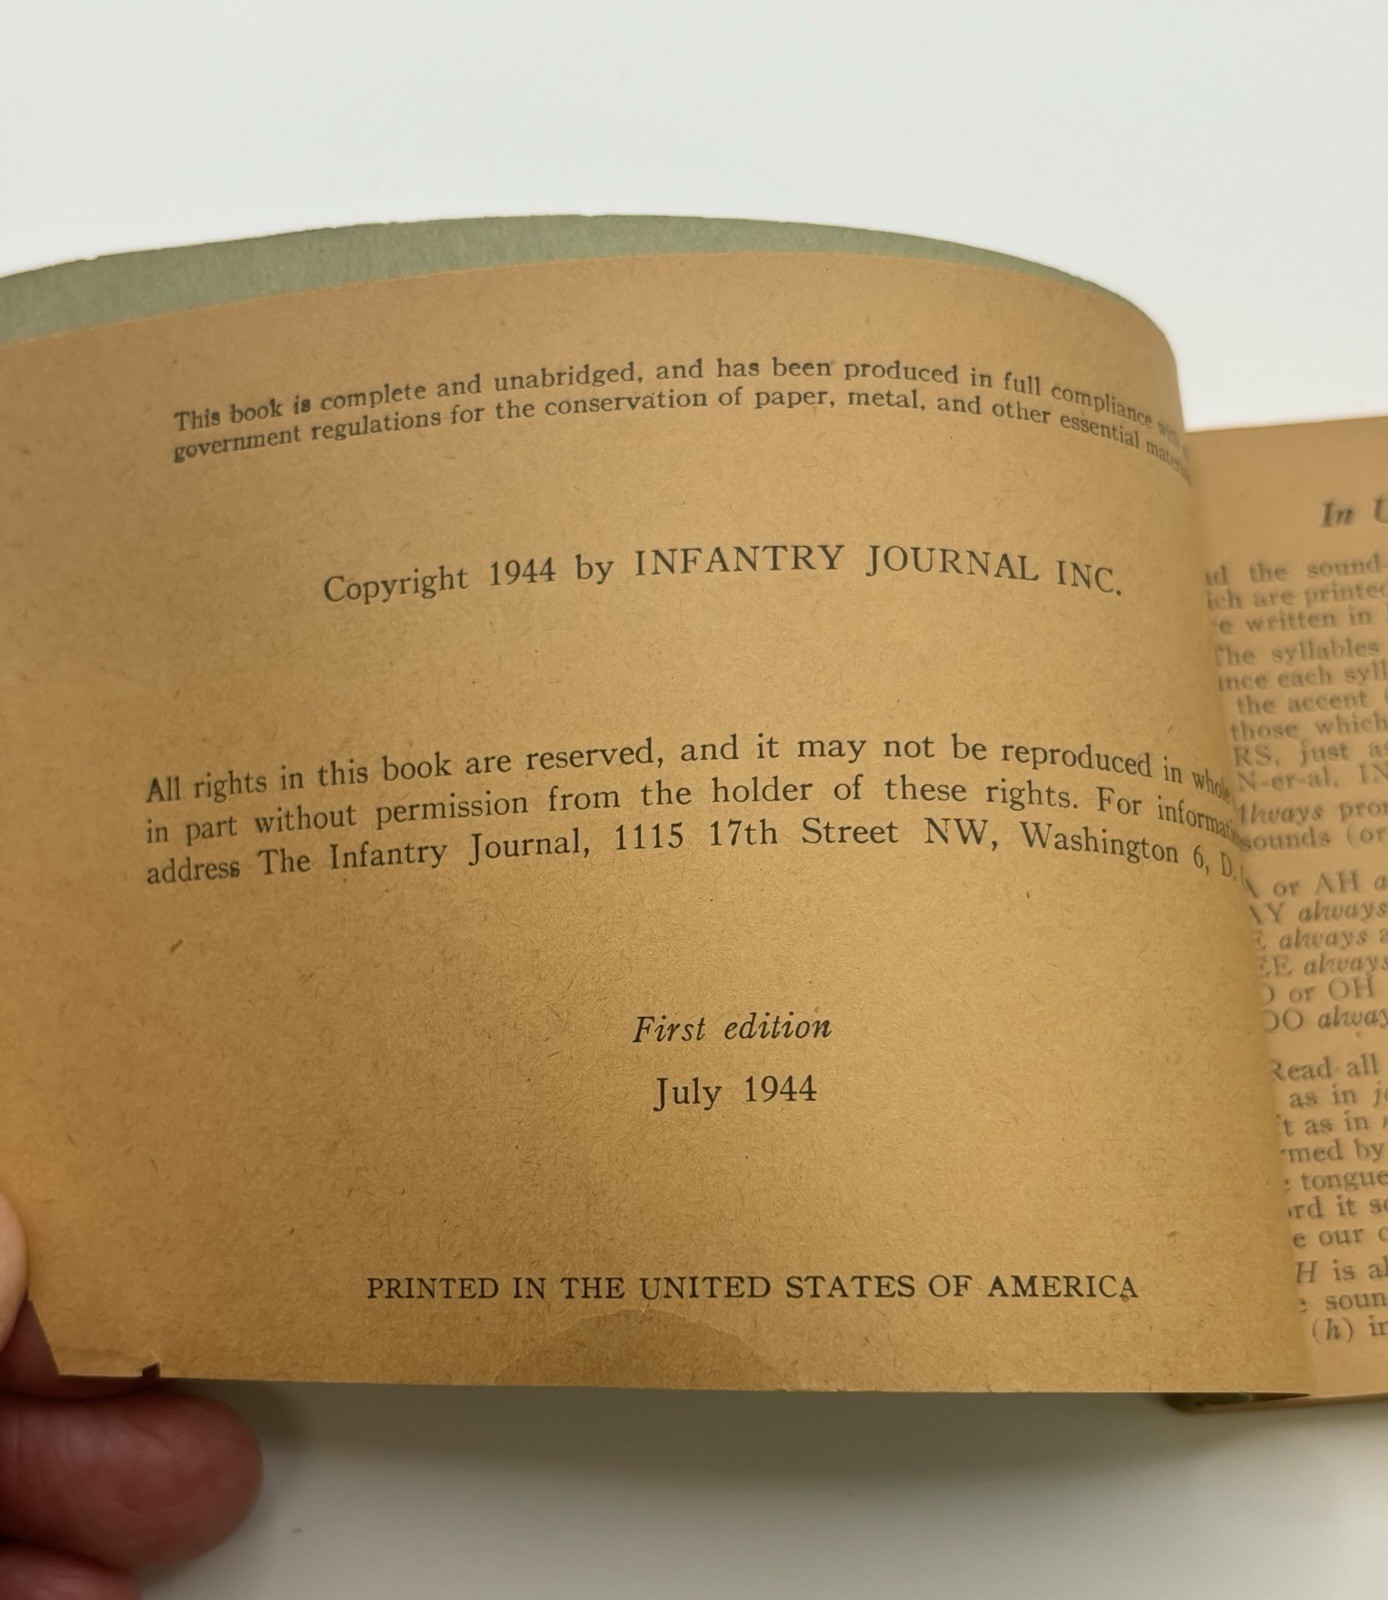 This book is complete and unabridged, and has been produced in full compliance with
government regulations for the conservation of paper, metal, and other essential
Copyright 1944 by INFANTRY JOURNAL INC.
All rights in this book are reserved, and it may not be reproduced in whole
in part without permission from the holder of these rights. For
address The Infantry Journal, 1115 17th Street NW, Washington 6, D.
First edition
July 1944
PRINTED IN THE UNITED STATES OF AMERICA
In
the sound-
are printed
written in
The syllables
each
the accent
those which
RS, just as
N-er-al, IN
Always
sounds (or
or AH
AY always
always
EE always
or OH
OO
Read all
as in
as in
by
tongue
it
our
H is
(h) in